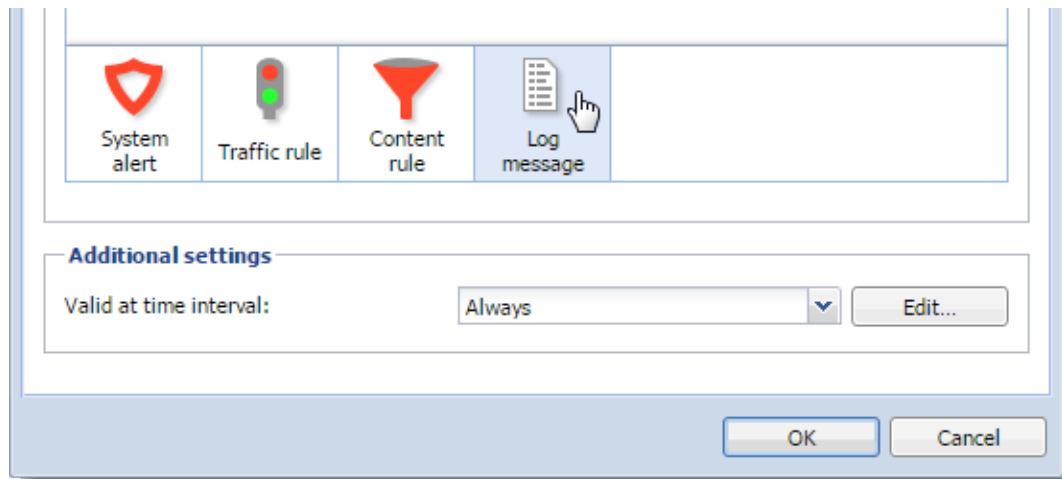 System
alert
Traffic rule
Content
rule
Log
message
Additional settings
Valid at time interval:
Always
Edit...
OK
Cancel